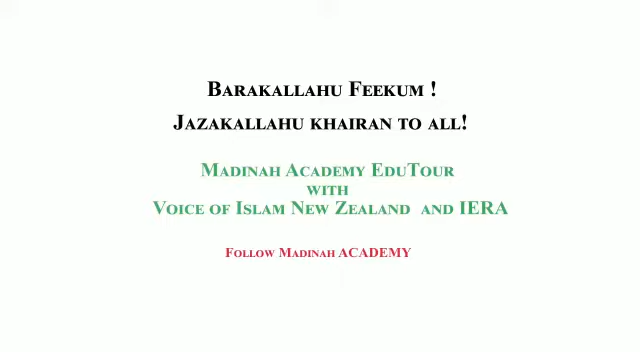 Barakallahu Feekum !
Jazakallahu khairan to all!
Madinah Academy EduTour
with
Voice of Islam New Zealand and IERA
Follow Madinah ACADEMY